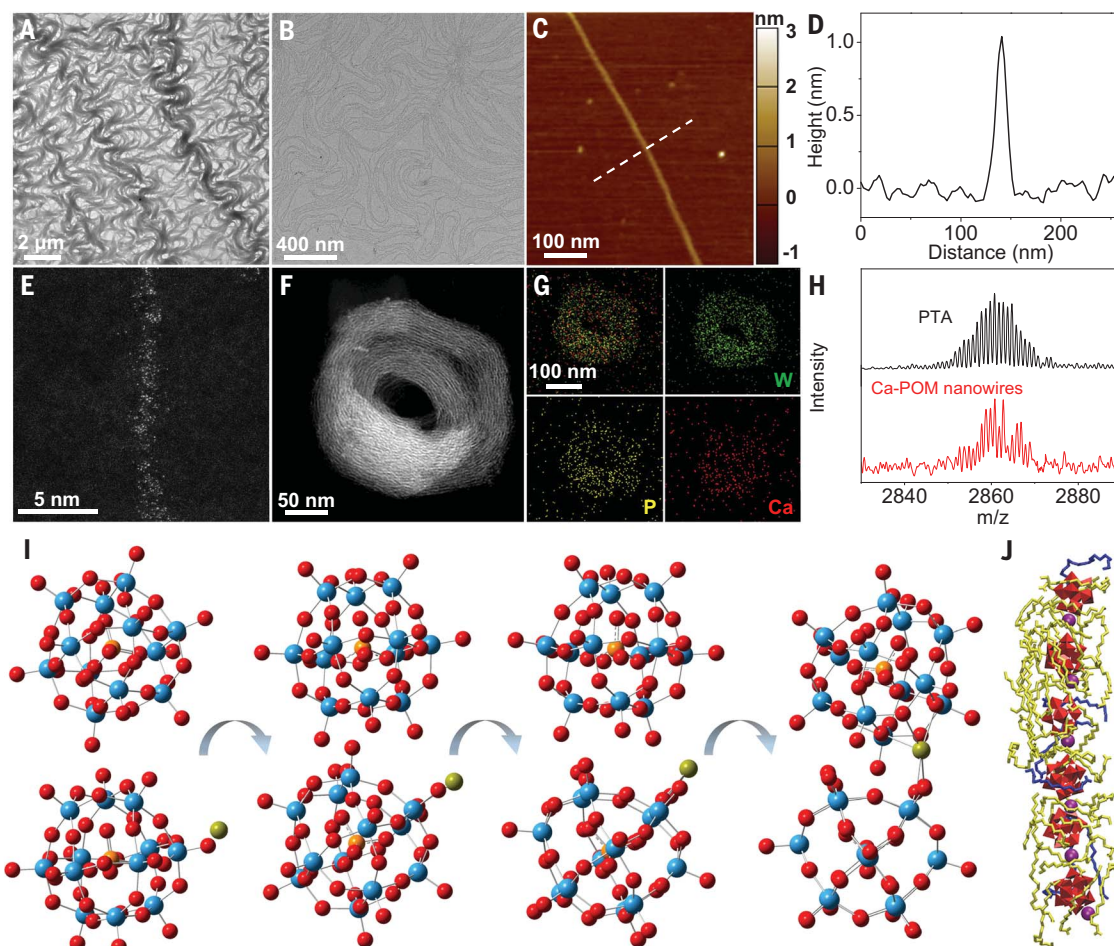 A
2 μm
B
400 nm
C
100 nm
nm
3
2
1
0
-1
D
Height (nm)
1.0
0.5
0.0
0
100
200
Distance (nm)
E
5 nm
F
50 nm
G
100 nm
W
P
Ca
H
Intensity
PTA
Ca-POM nanowires
2840
2860
2880
m/z
I
J